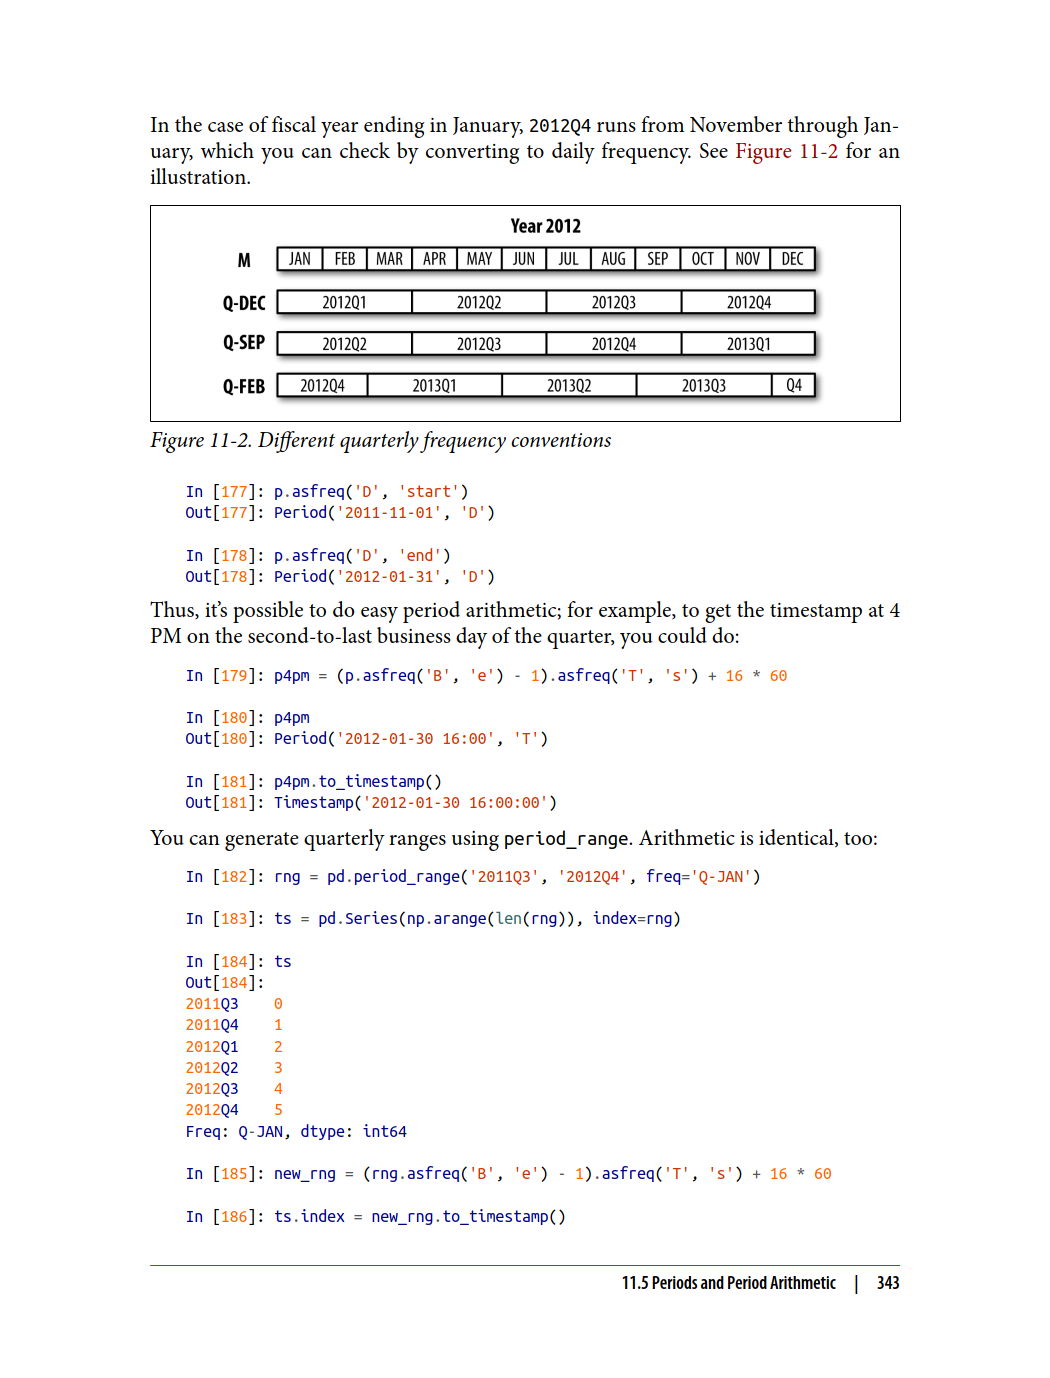 In the case of fiscal year ending in January, 2012Q4 runs from November through Jan-
uary, which you can check by converting to daily frequency. See Figure 11-2 for an
illustration.
Year 2012
M JAN FEB MAR APR MAY JUN JUL AUG SEP OCT NOV DEC
Q-DEC 2012Q1 2012Q2 2012Q3 2012Q4
Q-SEP 2012Q2 2012Q3 2012Q4 2013Q1
Q-FEB 2012Q4 2013Q1 2013Q2 2013Q3 Q4
Figure 11-2. Different quarterly frequency conventions
In [177]: p.asfreq('D', 'start')
Out[177]: Period('2011-11-01', 'D')
In [178]: p.asfreq('D', 'end')
Out[178]: Period('2012-01-31', 'D')
Thus, it's possible to do easy period arithmetic; for example, to get the timestamp at 4
PM on the second-to-last business day of the quarter, you could do:
In [179]: p4pm = (p.asfreq('B', 'e') - 1).asfreq('T', 's') + 16 * 60
In [180]: p4pm
Out[180]: Period('2012-01-30 16:00', 'T')
In [181]: p4pm.to_timestamp()
Out[181]: Timestamp('2012-01-30 16:00:00')
You can generate quarterly ranges using period_range. Arithmetic is identical, too:
In [182]: rng = pd.period_range('2011Q3', '2012Q4', freq='Q-JAN')
In [183]: ts = pd.Series(np.arange(len(rng)), index=rng)
In [184]: ts
Out[184]:
2011Q3    0
2011Q4    1
2012Q1    2
2012Q2    3
2012Q3    4
2012Q4    5
Freq: Q-JAN, dtype: int64
In [185]: new_rng = (rng.asfreq('B', 'e') - 1).asfreq('T', 's') + 16 * 60
In [186]: ts.index = new_rng.to_timestamp()
11.5 Periods and Period Arithmetic | 343